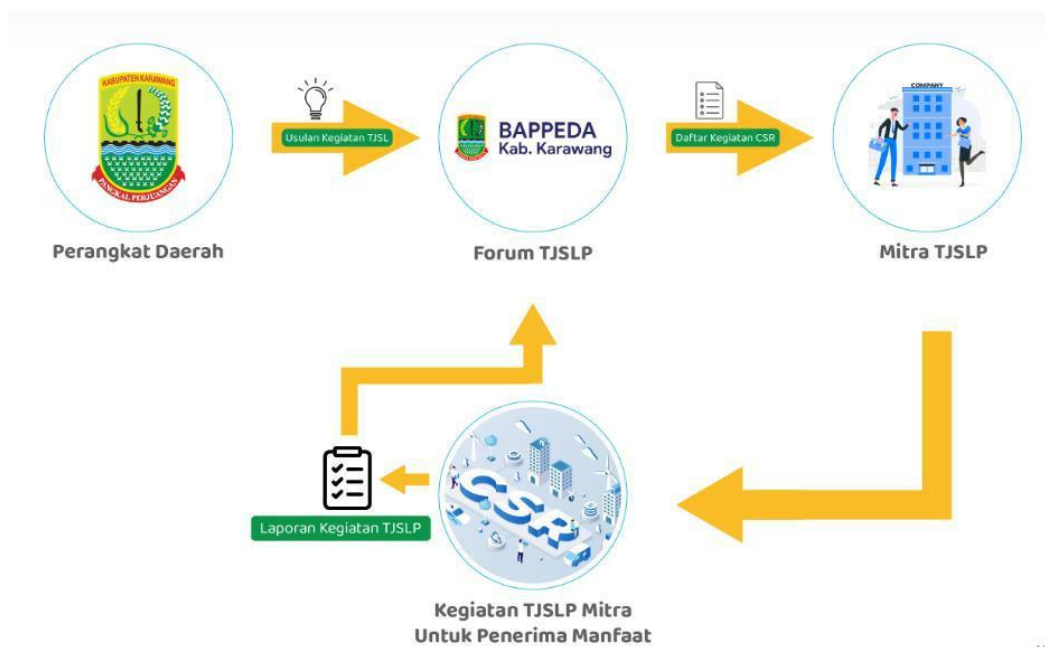 KABUPATEN KARAWANG
PANGKAL PERJUANGAN
Usulan Kegiatan TJSL
BAPPEDA
Kab. Karawang
Daftar Kegiatan CSR
COMPANY
Perangkat Daerah
Forum TJSLP
Mitra TJSLP
CSR
Laporan Kegiatan TJSLP
Kegiatan TJSLP Mitra
Untuk Penerima Manfaat